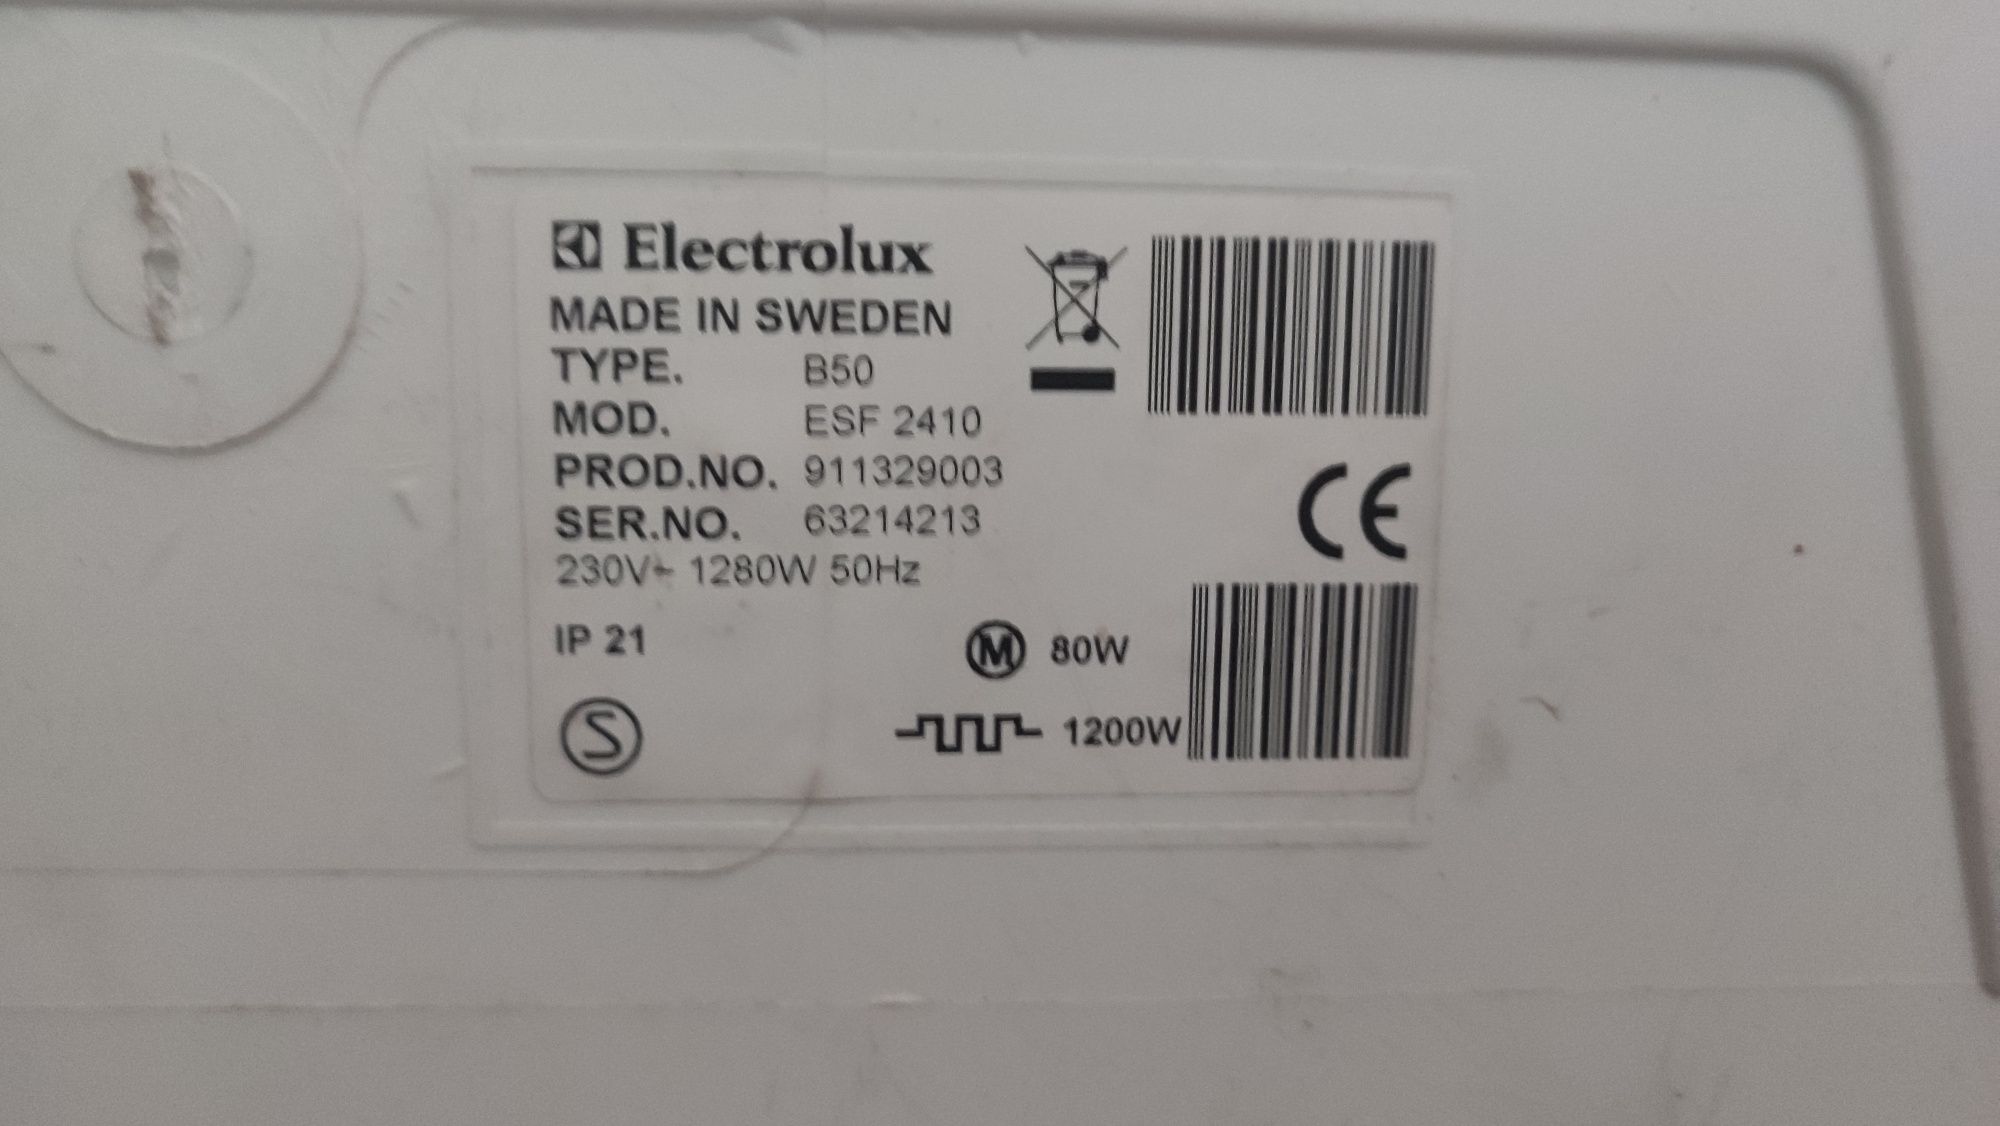 Electrolux
MADE IN SWEDEN
TYPE. B50
MOD. ESF 2410
PROD.NO. 911329003
SER.NO. 63214213
230V~ 1280W 50Hz
CE
IP 21
M 80W
S
1200W